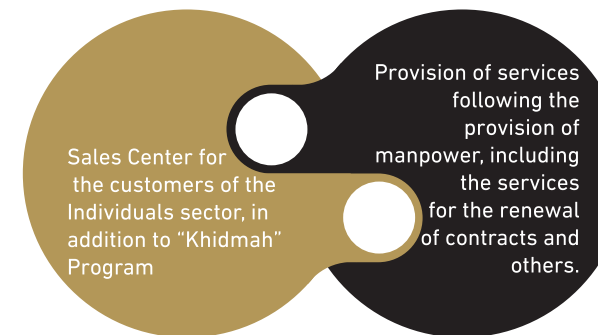 Sales Center for
the customers of the
Individuals sector, in
addition to “Khidmah”
Program
Provision of services
following the
provision of
manpower, including
the services
for the renewal
of contracts and
others.